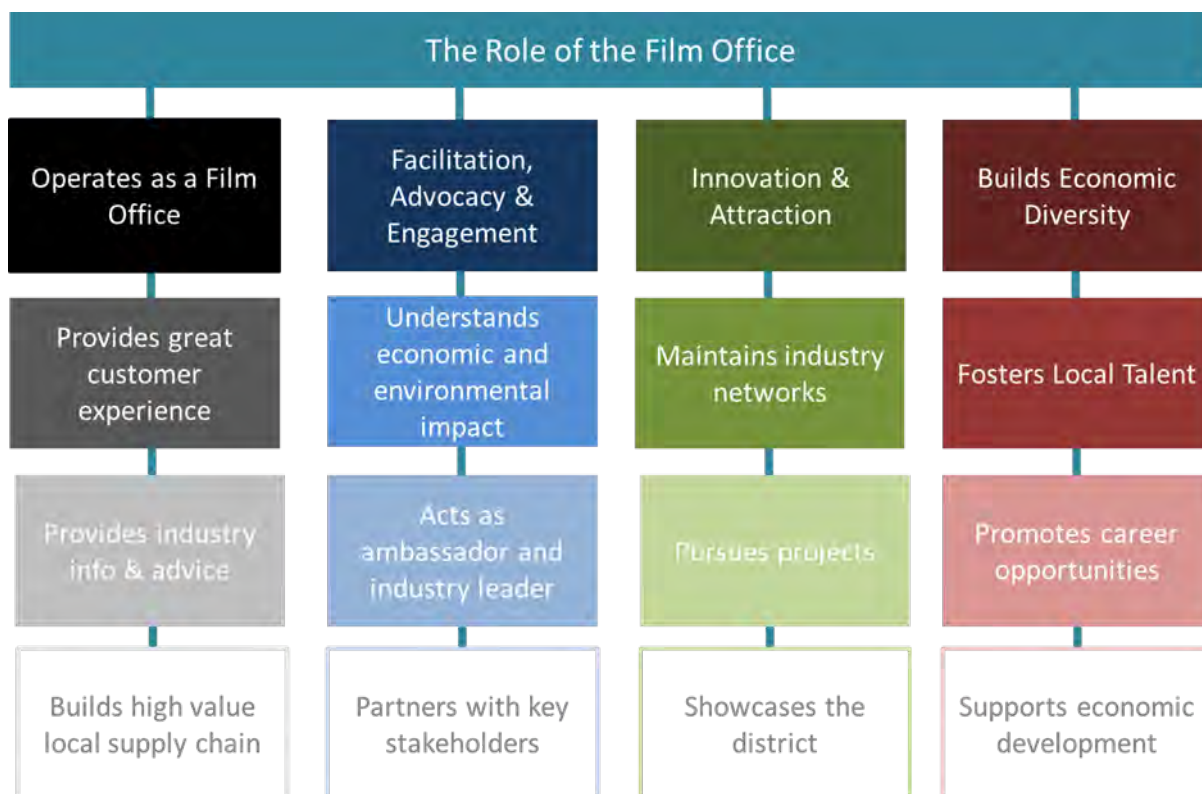 The Role of the Film Office
Operates as a Film
Office
Provides great
customer
experience
Provides industry
info & advice
Builds high value
local supply chain
Facilitation,
Advocacy &
Engagement
Understands
economic and
environmental
impact
Acts as
ambassador and
industry leader
Partners with key
stakeholders
Innovation &
Attraction
Maintains industry
networks
Pursues projects
Showcases the
district
Builds Economic
Diversity
Fosters Local Talent
Promotes career
opportunities
Supports economic
development